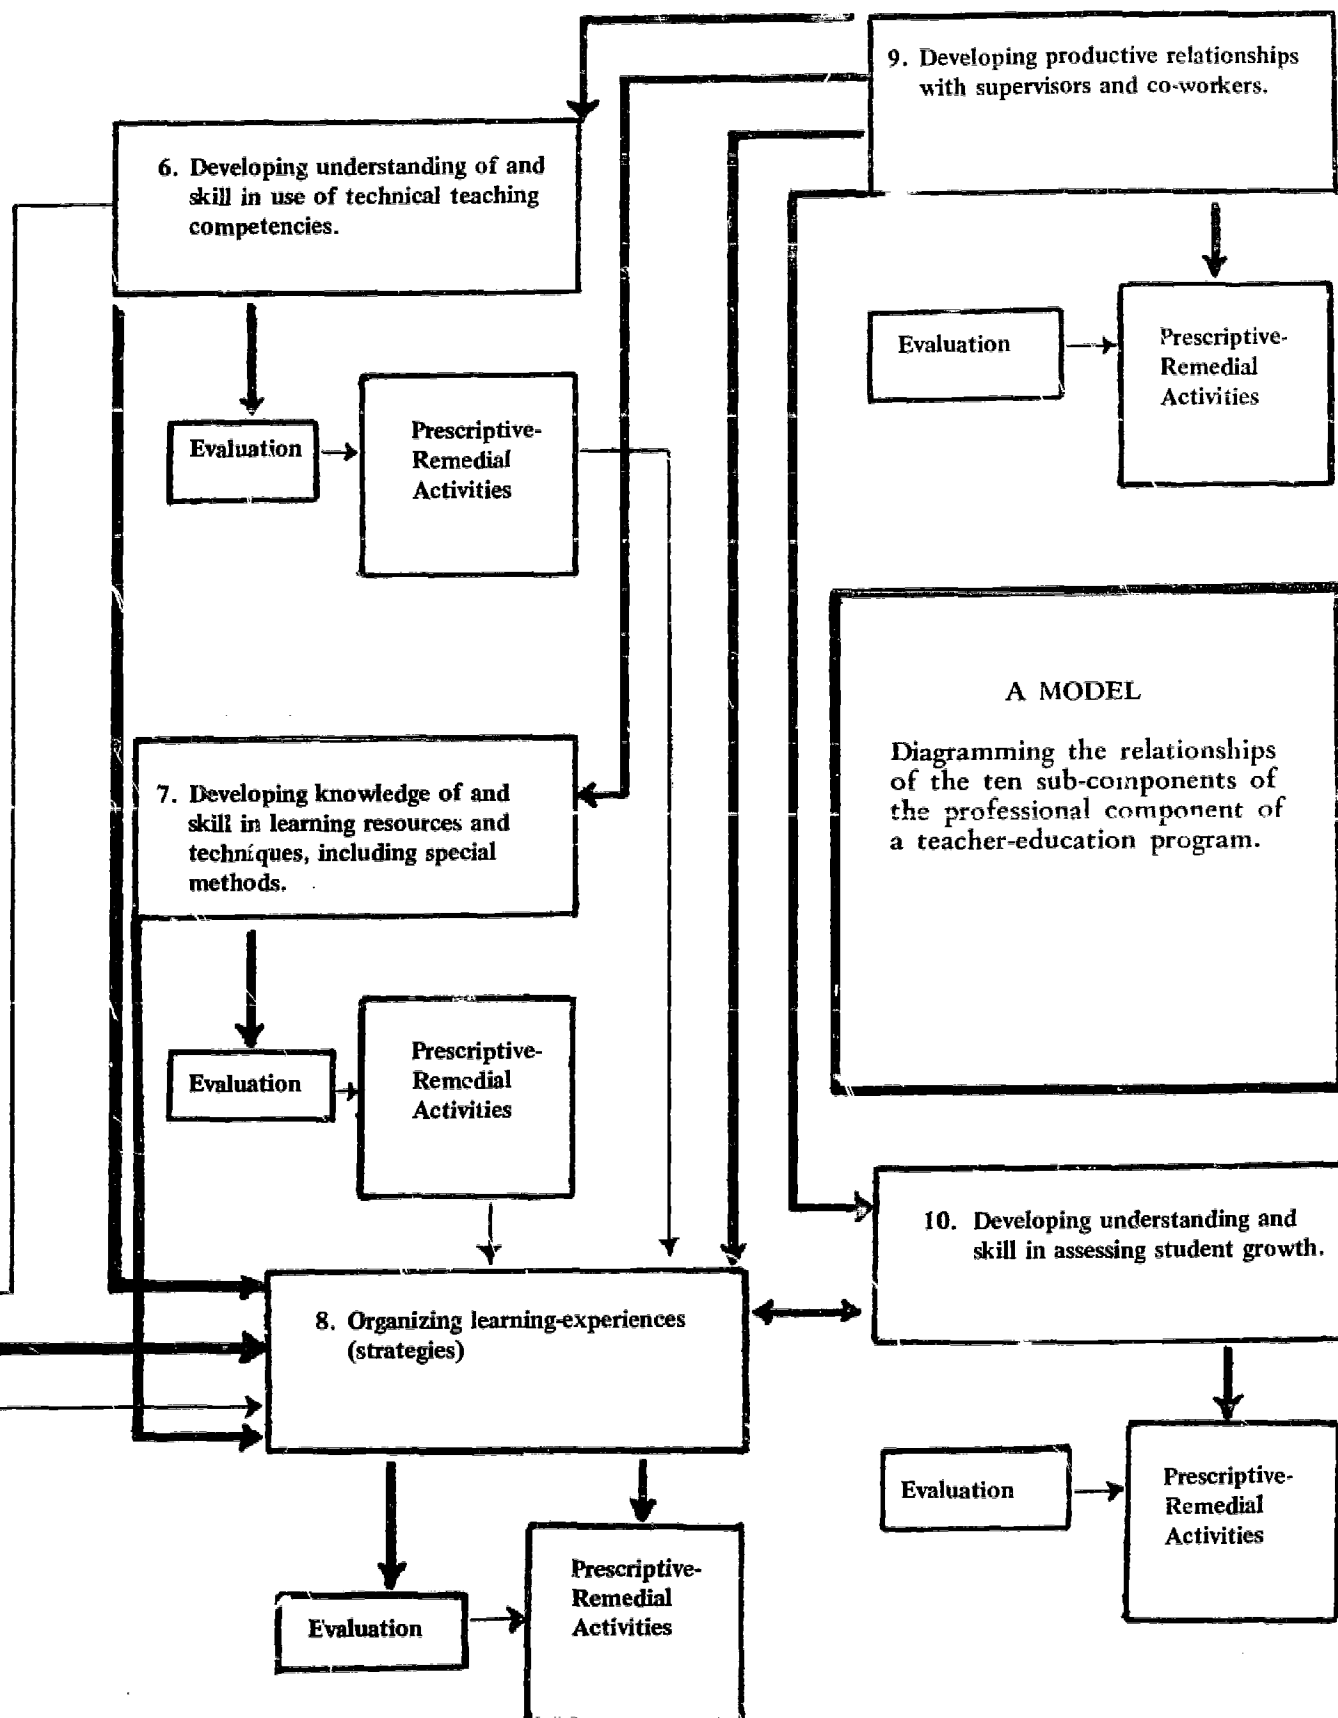 9. Developing productive relationships
with supervisors and co-workers.
6. Developing understanding of and
skill in use of technical teaching
competencies.
Evaluation
Prescriptive-
Remedial
Activities
Evaluation
Prescriptive-
Remedial
Activities
A MODEL
Diagramming the relationships
of the ten sub-components of
the professional component of
a teacher-education program.
7. Developing knowledge of and
skill in learning resources and
techniques, including special
methods.
Evaluation
Prescriptive-
Remedial
Activities
10. Developing understanding and
skill in assessing student growth.
8. Organizing learning-experiences
(strategies)
Evaluation
Prescriptive-
Remedial
Activities
Evaluation
Prescriptive-
Remedial
Activities